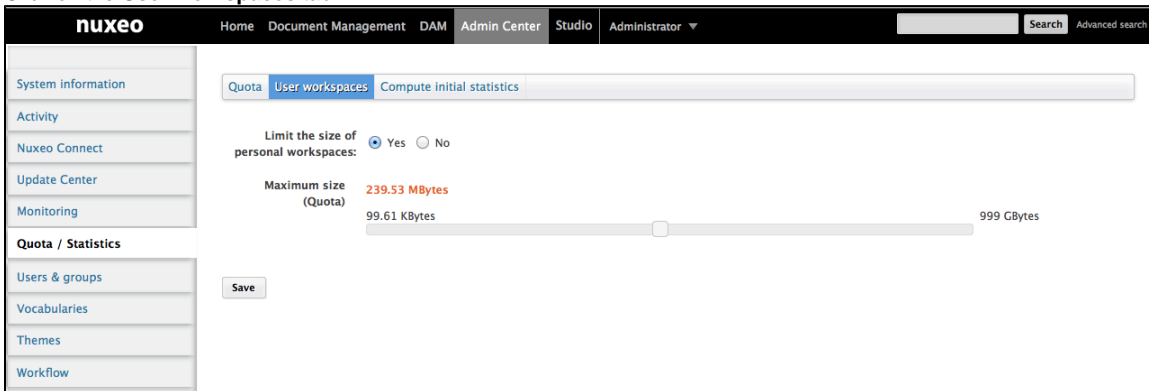 nuxeo
Home Document Management DAM Admin Center Studio Administrator Search Advanced search
System information
Activity
Nuxeo Connect
Update Center
Monitoring
Quota / Statistics
Users & groups
Vocabularies
Themes
Workflow
Quota User workspaces Compute initial statistics
Limit the size of
personal workspaces:
Yes No
Maximum size
(Quota)
239.53 MBytes
99.61 KBytes 999 GBytes
Save